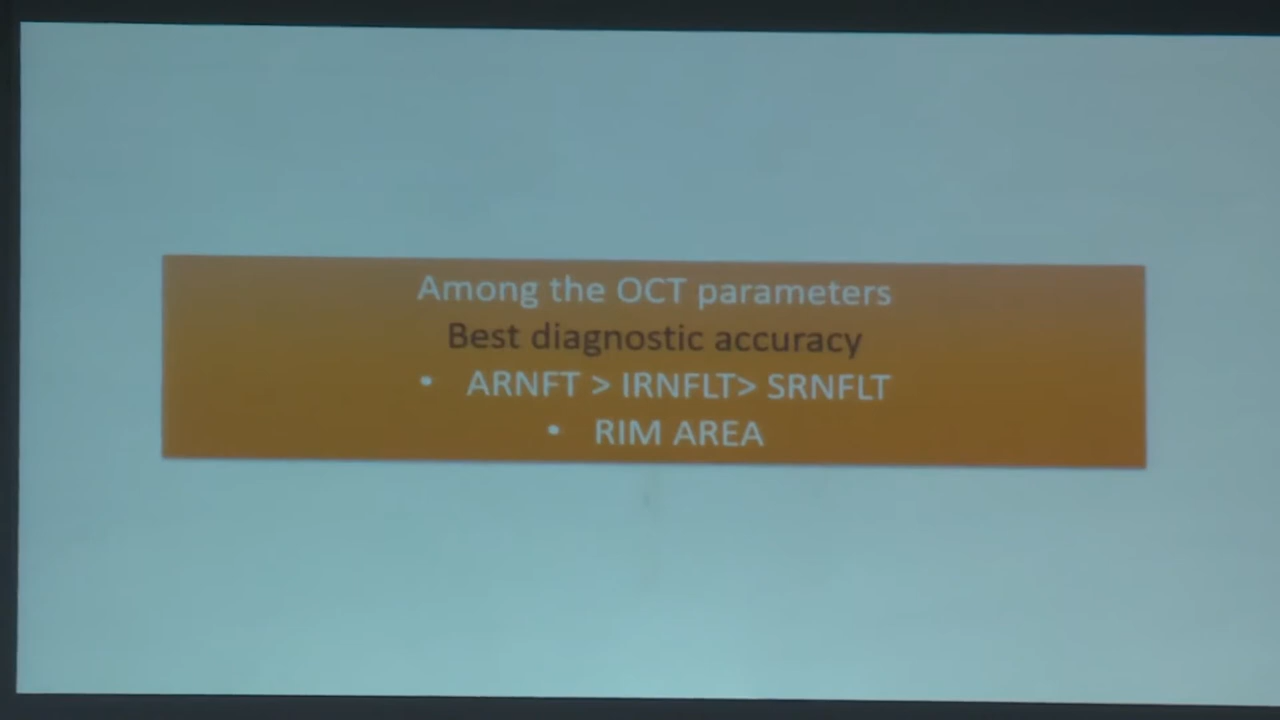 Among the OCT parameters
Best diagnostic accuracy
• ARNFT > IRNFLT> SRNFLT
• RIM AREA